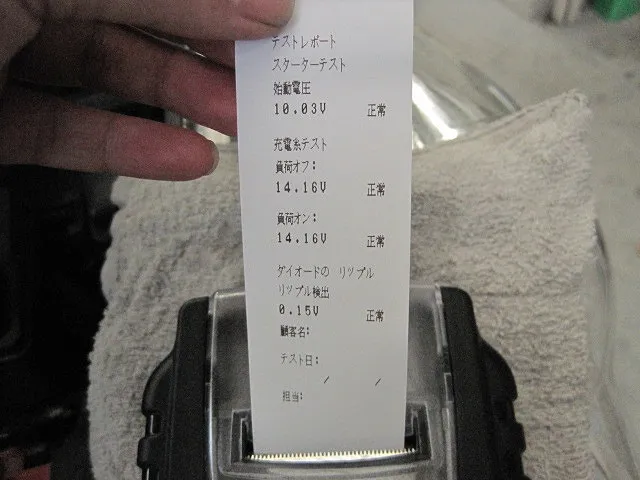 テストレポート
スターターテスト
始動電圧
10.03V 正常
充電系テスト
負荷オフ:
14.16V 正常
負荷オン:
14.16V 正常
ダイオードの リップル
リップル検出
0.15V 正常
顧客名:
テスト日:
/ /
担当: